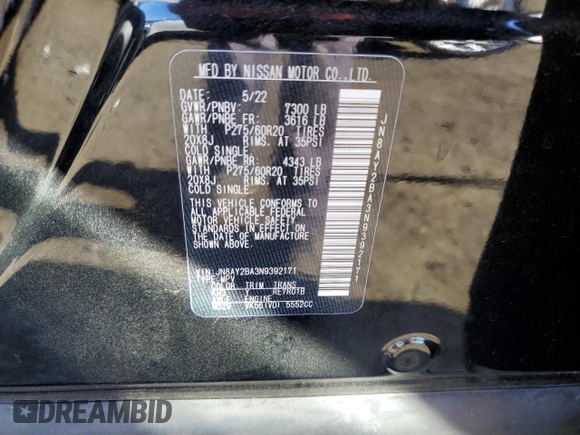 MFD BY NISSAN MOTOR CO.,LTD.
DATE: 5/22
GVWR/PNBV: 7300 LB
GAWR/PNBE FR: 3616 LB
WITH P275/60R20 TIRES
20X8J RIMS. AT 35PSI
COLD SINGLE.
GAWR/PNBE RR: 4343 LB
WITH P275/60R20 TIRES
20X8J RIMS. AT 35PSI
COLD SINGLE.
THIS VEHICLE CONFORMS TO
ALL APPLICABLE FEDERAL
MOTOR VEHICLE SAFETY
STANDARDS IN EFFECT ON
THE DATE OF MANUFACTURE
SHOWN ABOVE.
VIN: JN8AY2BA3N9392171
TYPE: MPV
COLOR TRIM TRANS
Y RE7R01B
AXLE ENGINE
VK56(VD) 5552CC
JN8AY2BA3N9392171
DREAMBID